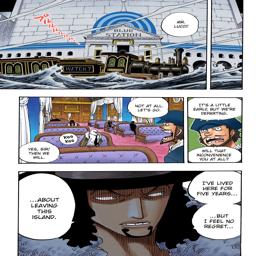 MR. LUCCI!
BLUE
STATION
WATER 7
IT'S A
LITTLE EARLY,
BUT WE'RE
DEPARTING.
WILL THAT
INCONVENIENCE
YOU AT ALL?
NOT AT ALL.
LET'S GO.
YES, SIR!
THEN WE
WILL.
I'VE LIVED
HERE FOR
FIVE YEARS...
...BUT
I FEEL NO
REGRET...
...ABOUT
LEAVING
THIS
ISLAND.